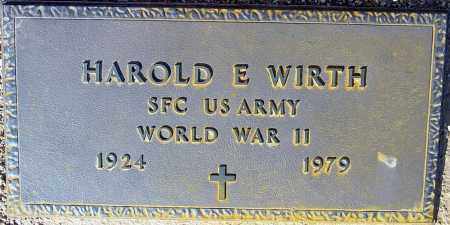 HAROLD E WIRTH
SFC US ARMY
WORLD WAR II
1924 1979